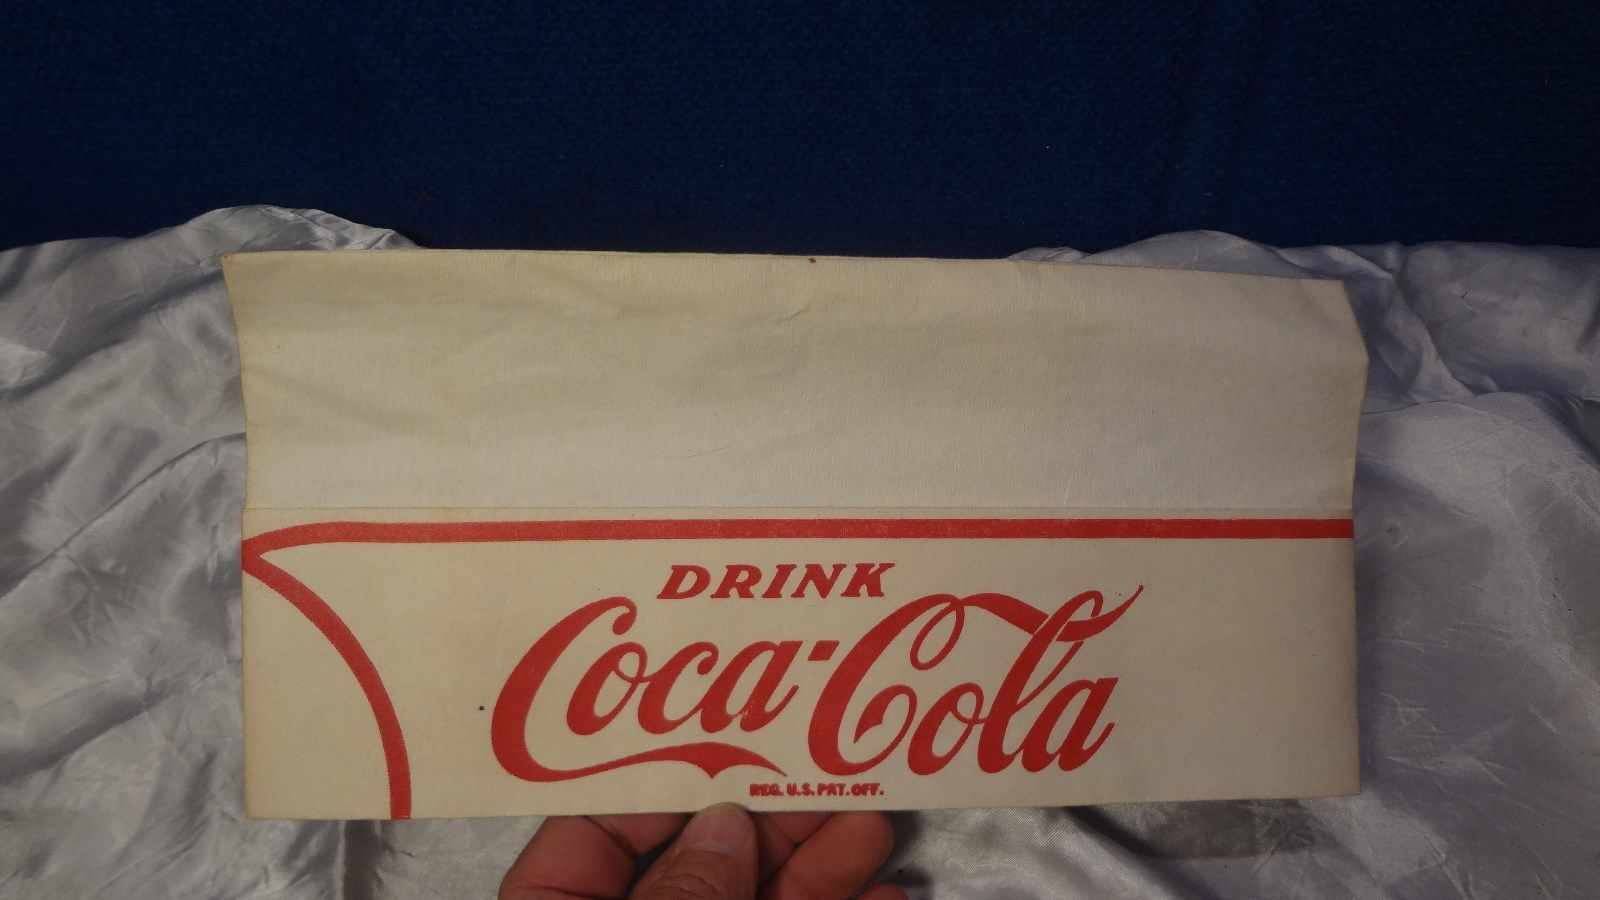 DRINK
Coca-Cola
REG. U.S. PAT. OFF.